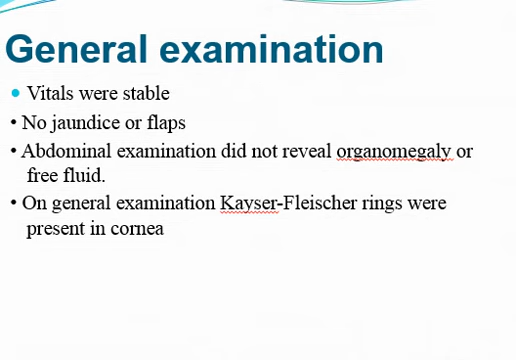 General examination
• Vitals were stable
• No jaundice or flaps
• Abdominal examination did not reveal organomegaly or
free fluid.
• On general examination Kayser-Fleischer rings were
present in cornea